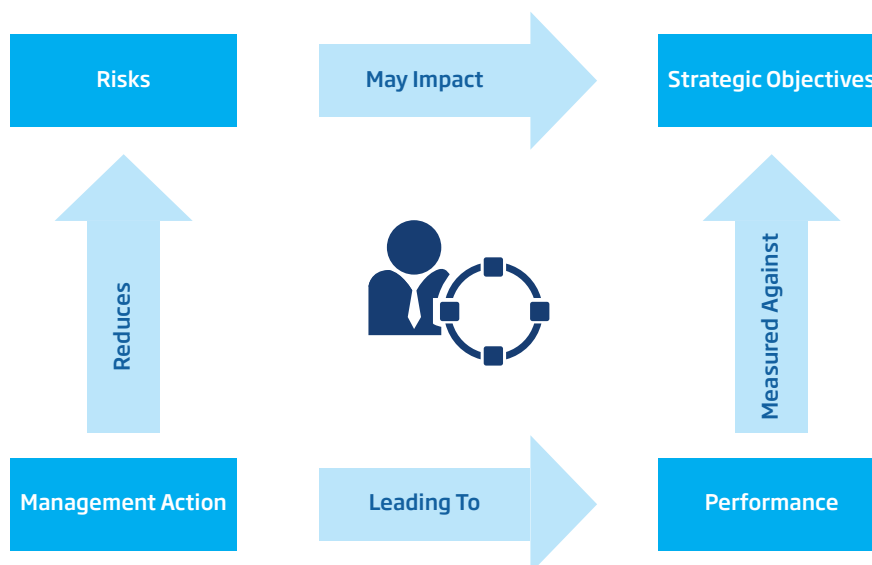 Risks
May Impact
Strategic Objectives
Reduces
Measured Against
Management Action
Leading To
Performance